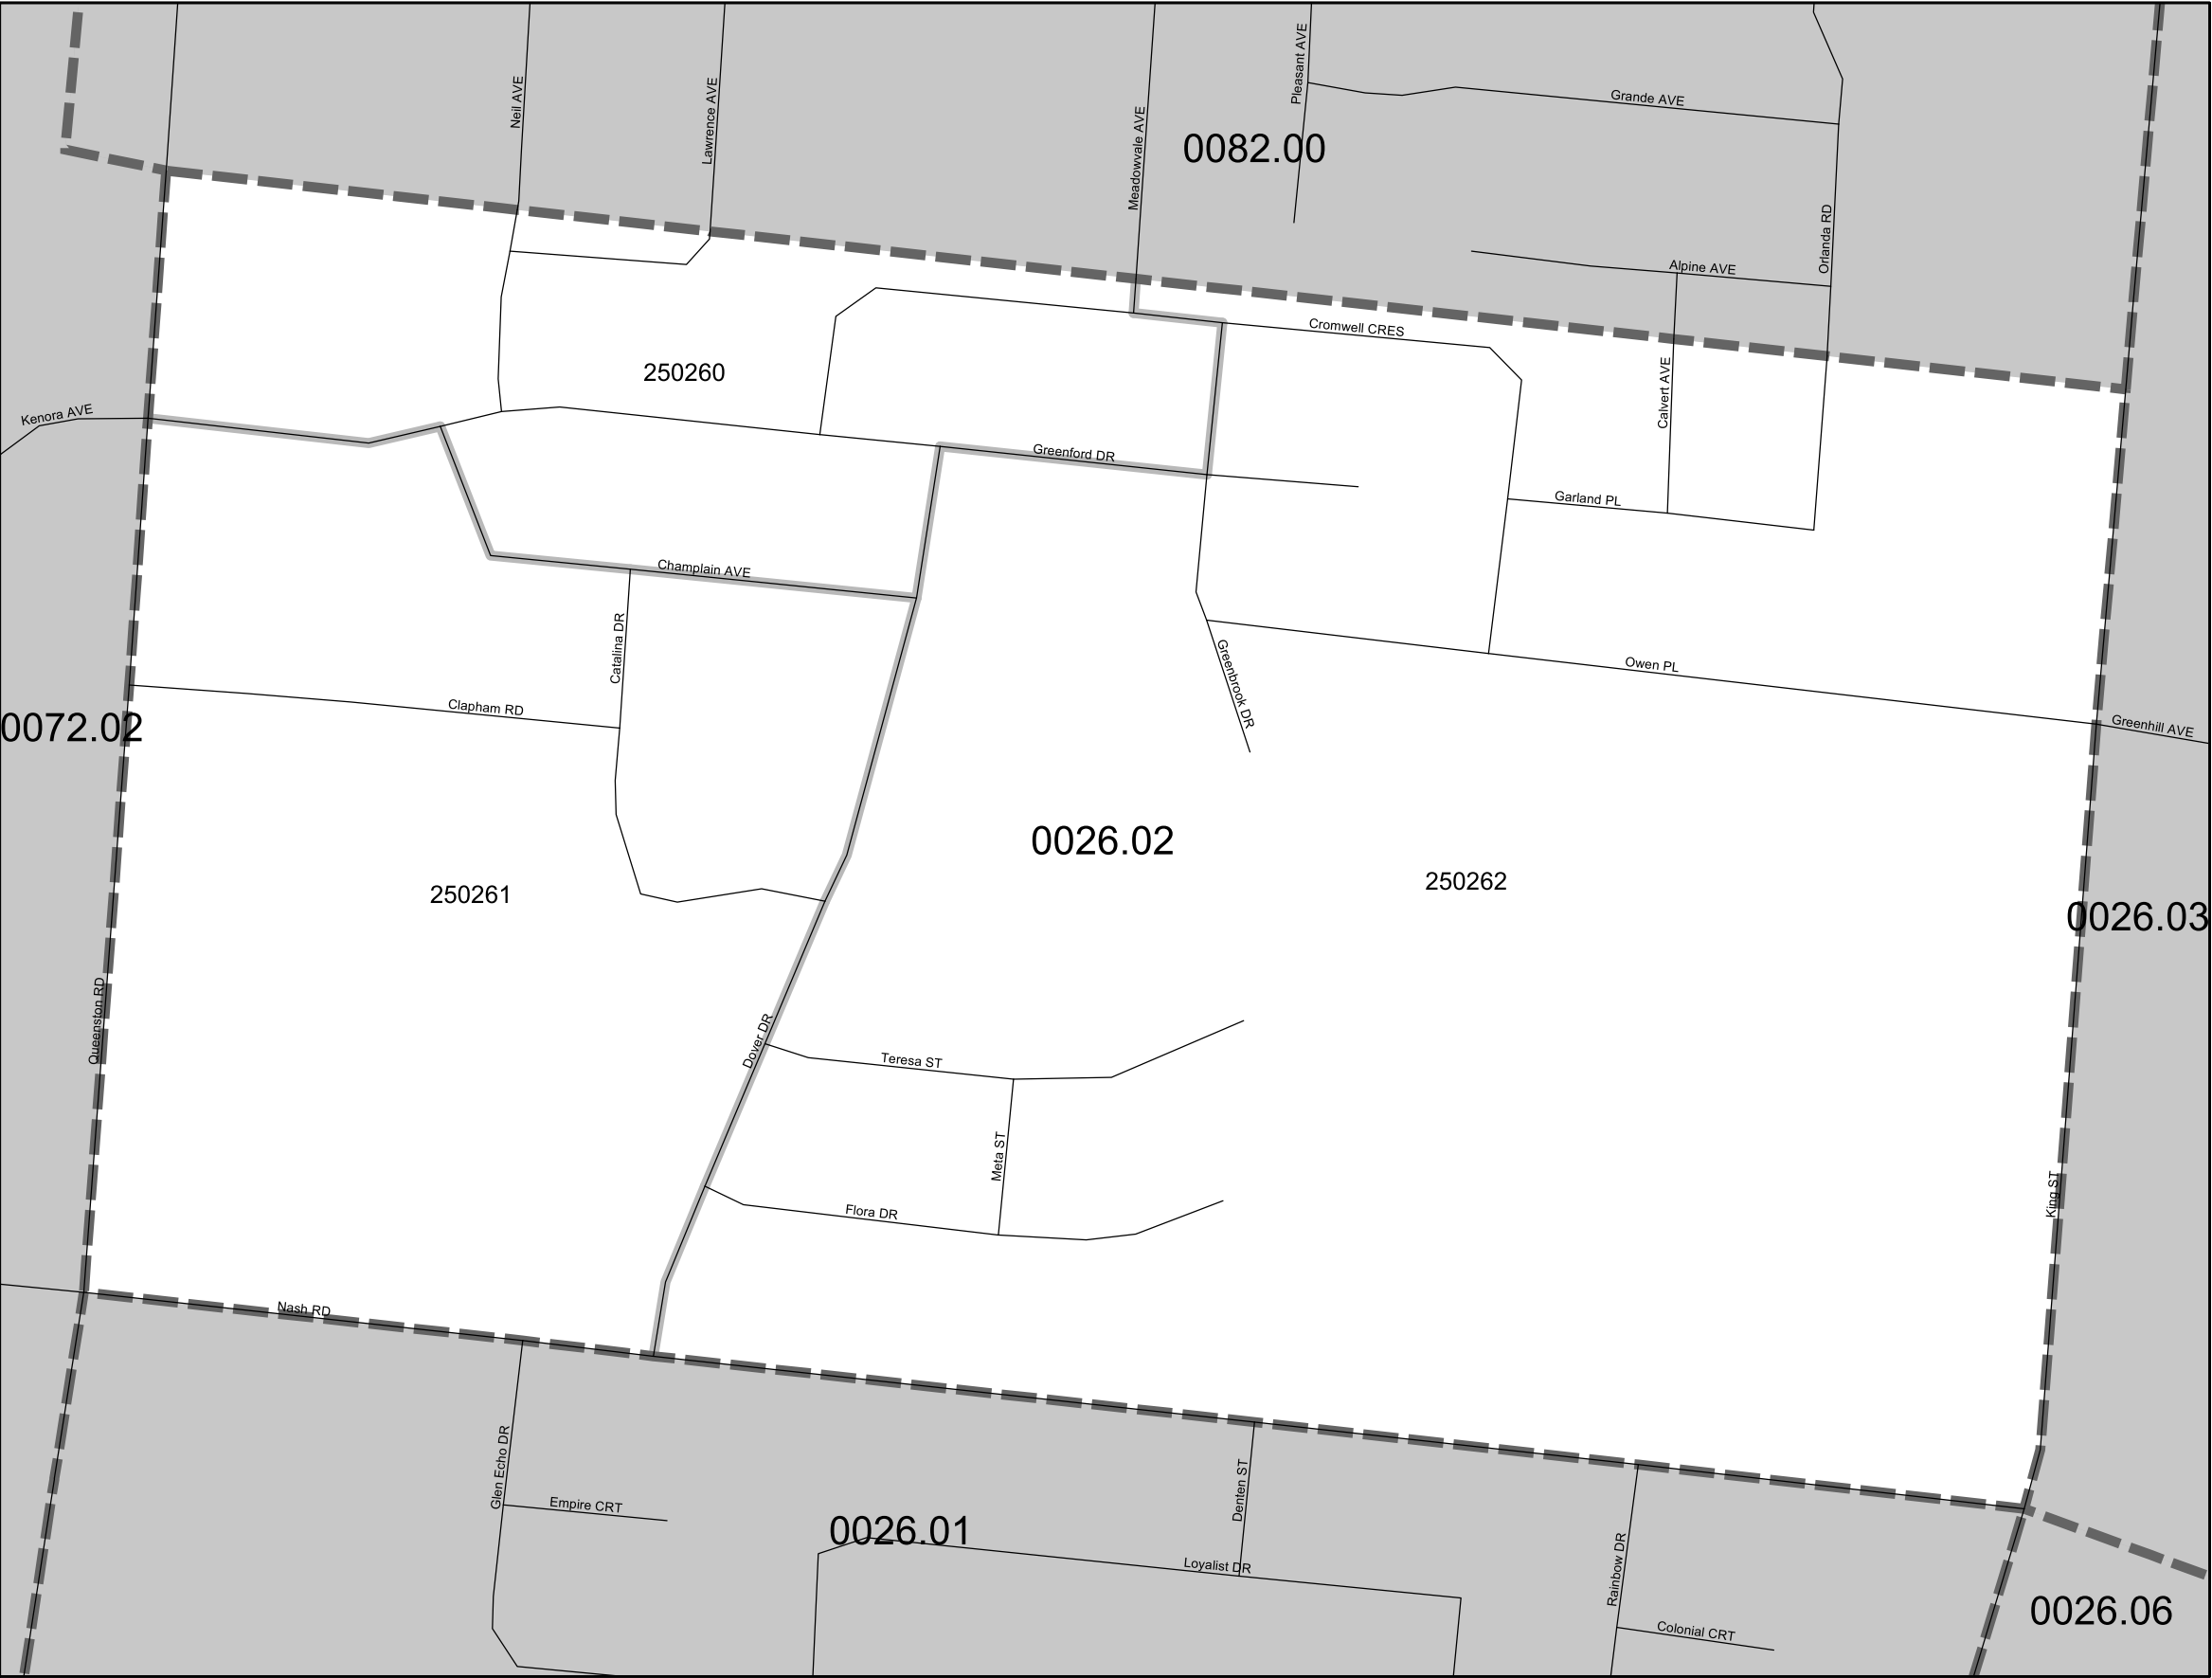 Neil AVE
Lawrence AVE
Meadowvale AVE
Pleasant AVE
Grande AVE
0082.00
Orlanda RD
Alpine AVE
Cromwell CRES
250260
Calvert AVE
Kenora AVE
Greenford DR
Garland PL
Champlain AVE
Catalina DR
Greenbrook DR
Owen PL
Clapham RD
0072.02
Greenhill AVE
0026.02
250262
250261
0026.03
Queenston RD
Dover DR
Teresa ST
Meta ST
King ST
Flora DR
Nash RD
Glen Echo DR
Empire CRT
Denten ST
0026.01
Loyalist DR
Rainbow DR
Colonial CRT
0026.06